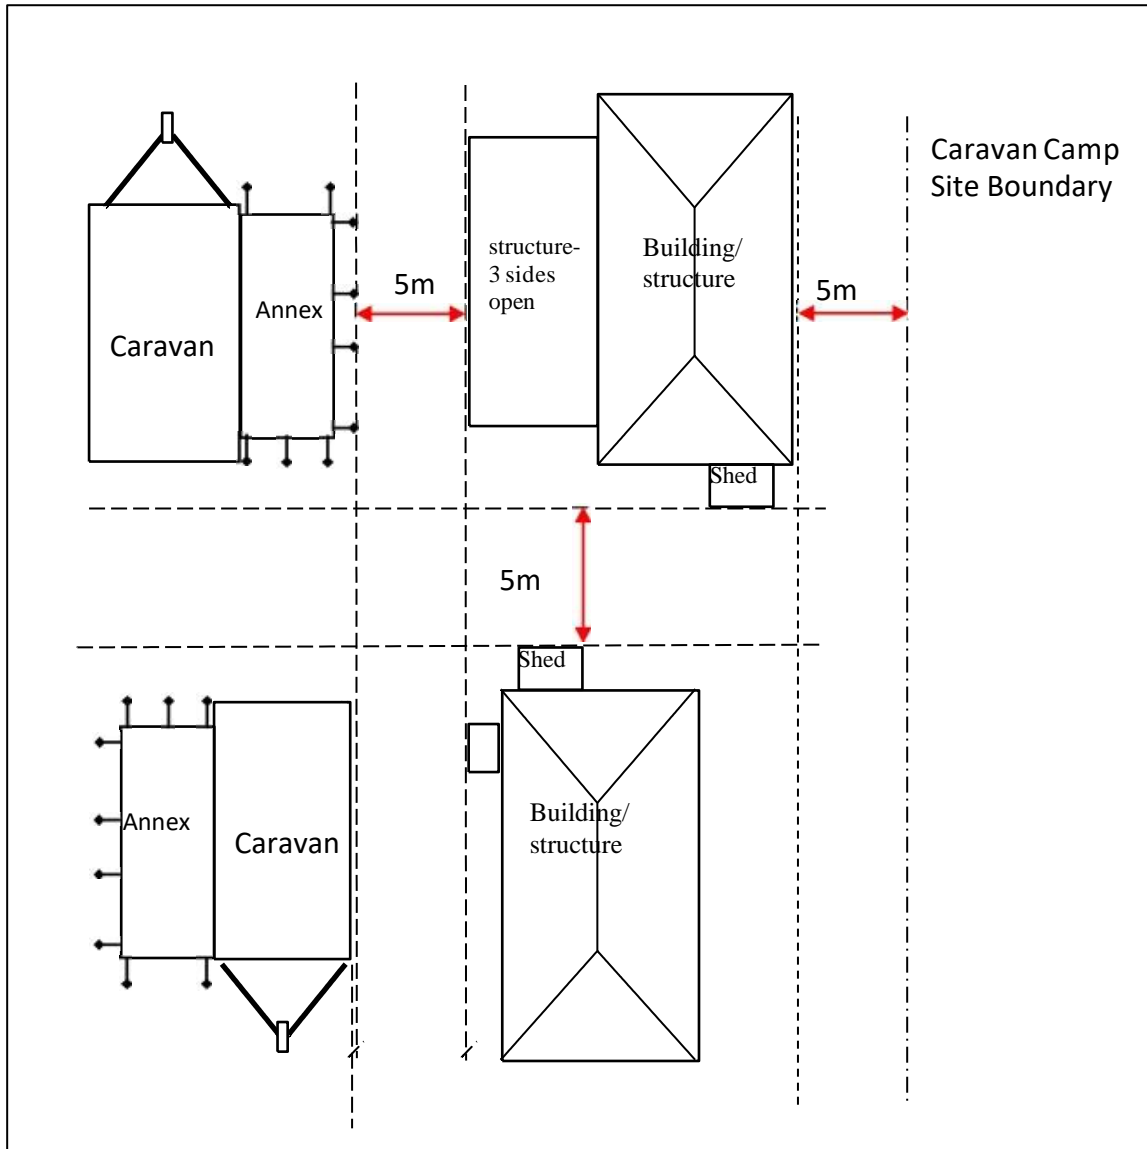 Caravan Camp
Site Boundary
structure-
3 sides
open
Building/
structure
5m
5m
Annex
Caravan
Shed
5m
Shed
Building/
structure
Annex
Caravan